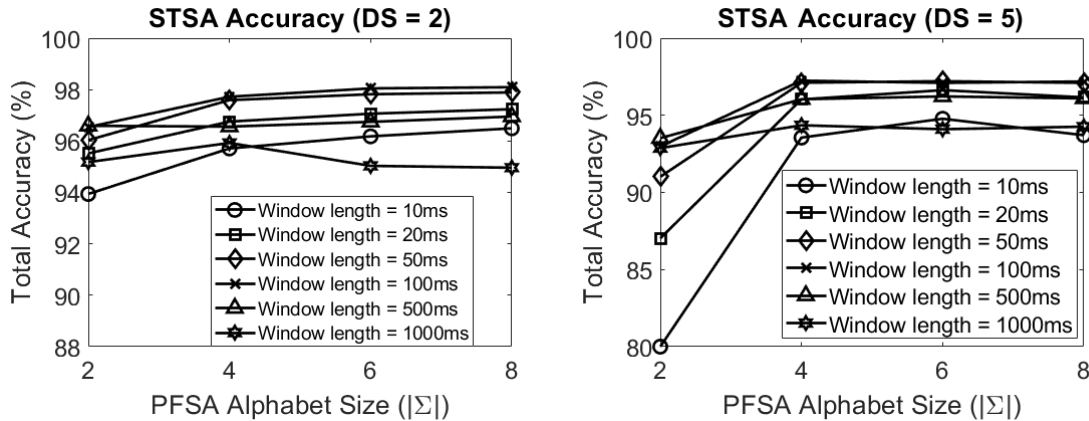 STSA Accuracy (DS = 2)
Total Accuracy (%)
100
98
96
94
92
90
88
Window length = 10ms
Window length = 20ms
Window length = 50ms
Window length = 100ms
Window length = 500ms
Window length = 1000ms
2 4 6 8
PFSA Alphabet Size (|Σ|)
STSA Accuracy (DS = 5)
Total Accuracy (%)
100
95
90
85
80
Window length = 10ms
Window length = 20ms
Window length = 50ms
Window length = 100ms
Window length = 500ms
Window length = 1000ms
2 4 6 8
PFSA Alphabet Size (|Σ|)